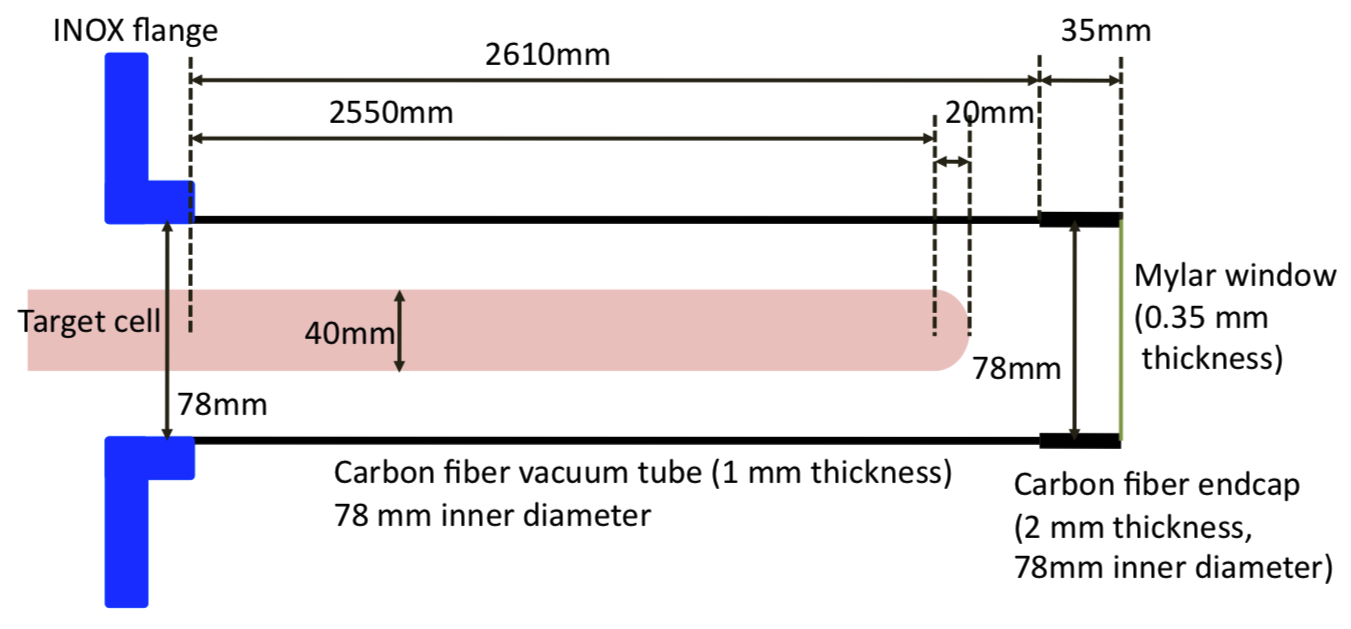 INOX flange
35mm
2610mm
2550mm
20mm
Mylar window
(0.35 mm
thickness)
Target cell
40mm
78mm
78mm
Carbon fiber vacuum tube (1 mm thickness)
78 mm inner diameter
Carbon fiber endcap
(2 mm thickness,
78mm inner diameter)